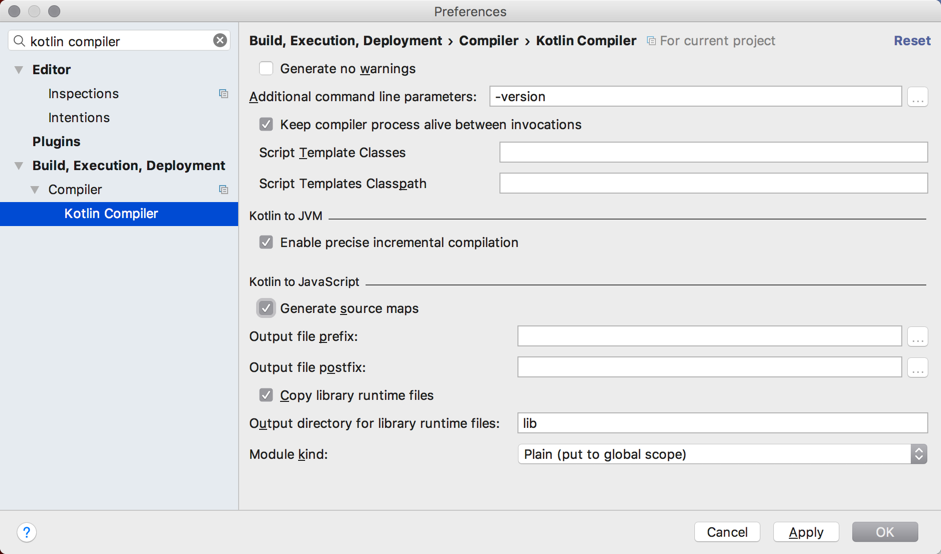 Preferences
kotlin compiler
Editor
Inspections
Intentions
Plugins
Build, Execution, Deployment
Compiler
Kotlin Compiler
Build, Execution, Deployment › Compiler › Kotlin Compiler For current project Reset
Generate no warnings
Additional command line parameters: -version ...
Keep compiler process alive between invocations
Script Template Classes
Script Templates Classpath
Kotlin to JVM
Enable precise incremental compilation
Kotlin to JavaScript
Generate source maps
Output file prefix: ...
Output file postfix: ...
Copy library runtime files
Output directory for library runtime files: lib
Module kind: Plain (put to global scope)
? Cancel Apply OK